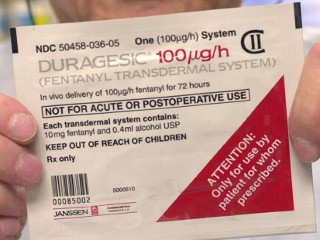 NDC 50458-036-05 One (100µg/h) System
DURAGESIC® 100µg/h CII
(FENTANYL TRANSDERMAL SYSTEM)
In vivo delivery of 100µg/h fentanyl for 72 hours
NOT FOR ACUTE OR POSTOPERATIVE USE
Each transdermal system contains:
10mg fentanyl and 0.4ml alcohol USP
KEEP OUT OF REACH OF CHILDREN
Rx only
ATTENTION:
Only for use by
patient for whom
prescribed.
00085002
JANSSEN